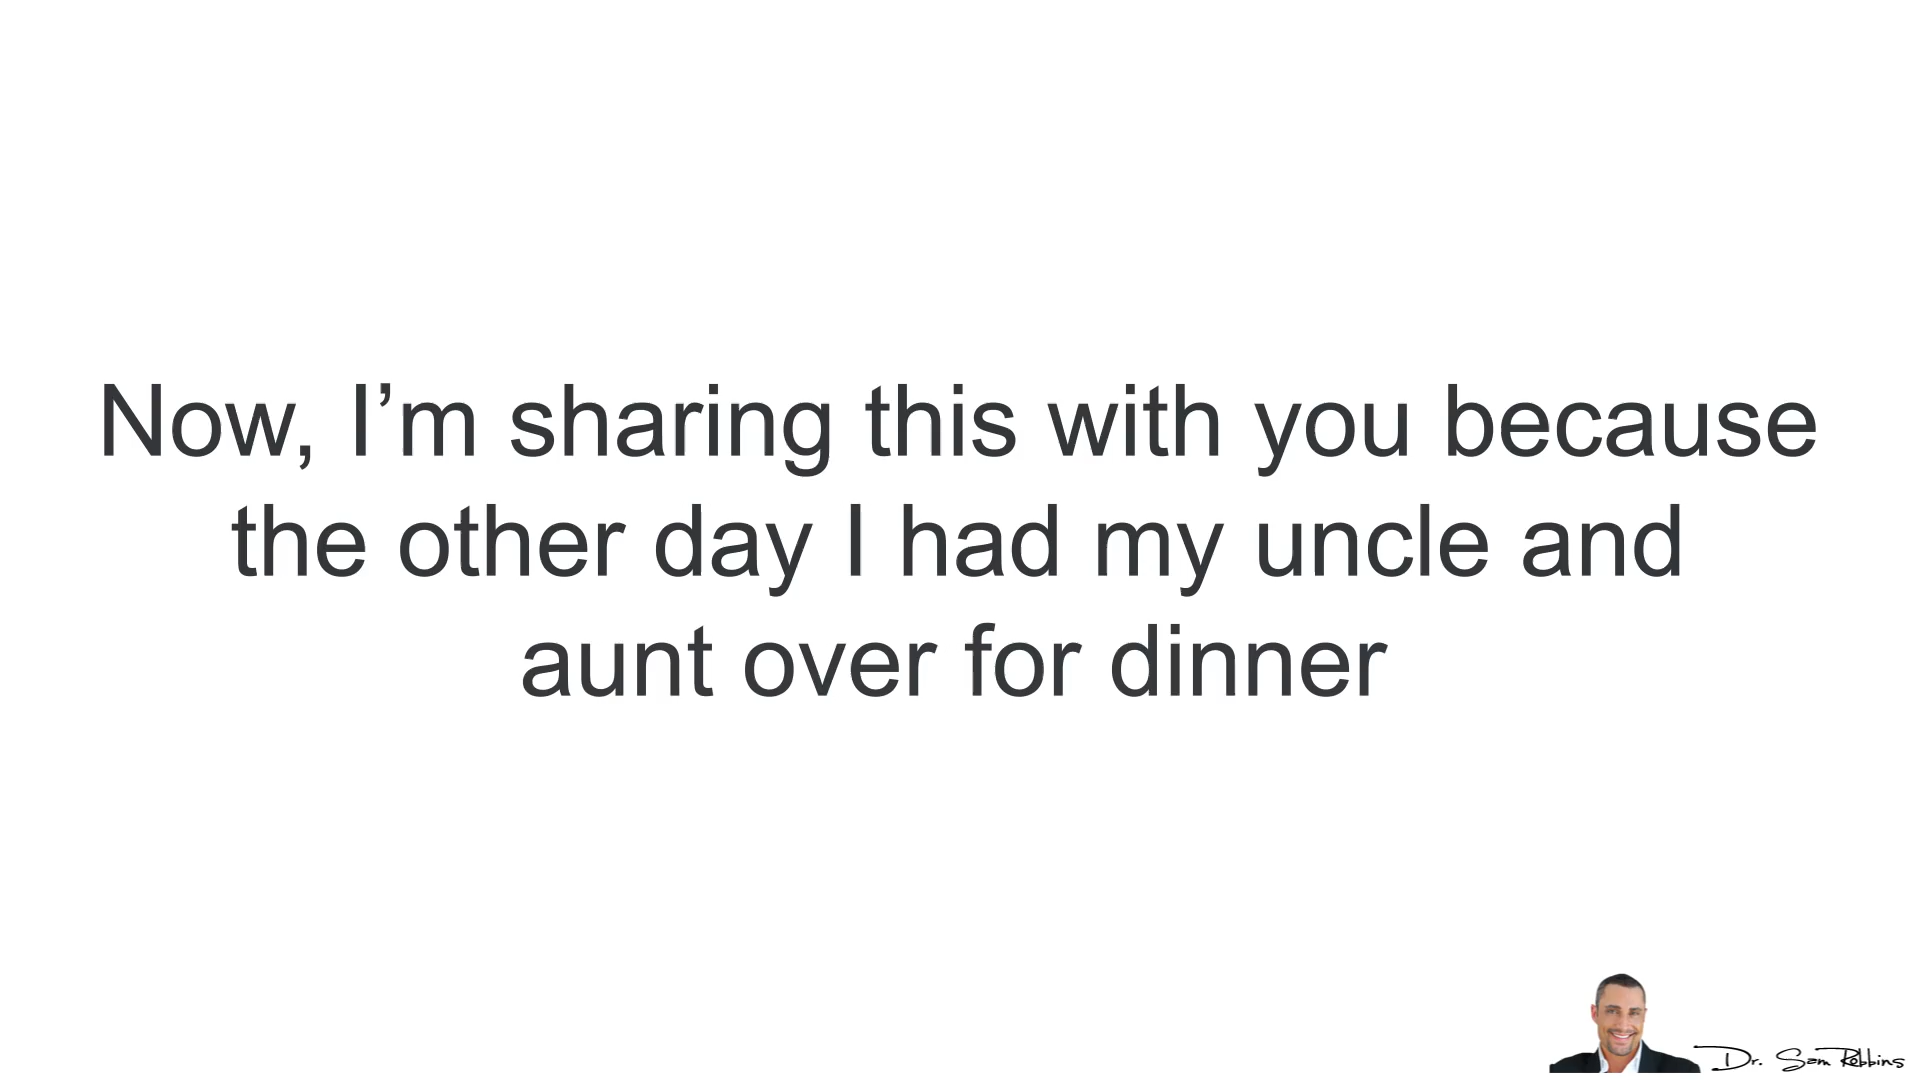 Now, I’m sharing this with you because
the other day I had my uncle and
aunt over for dinner
Dr. Sam Robbins